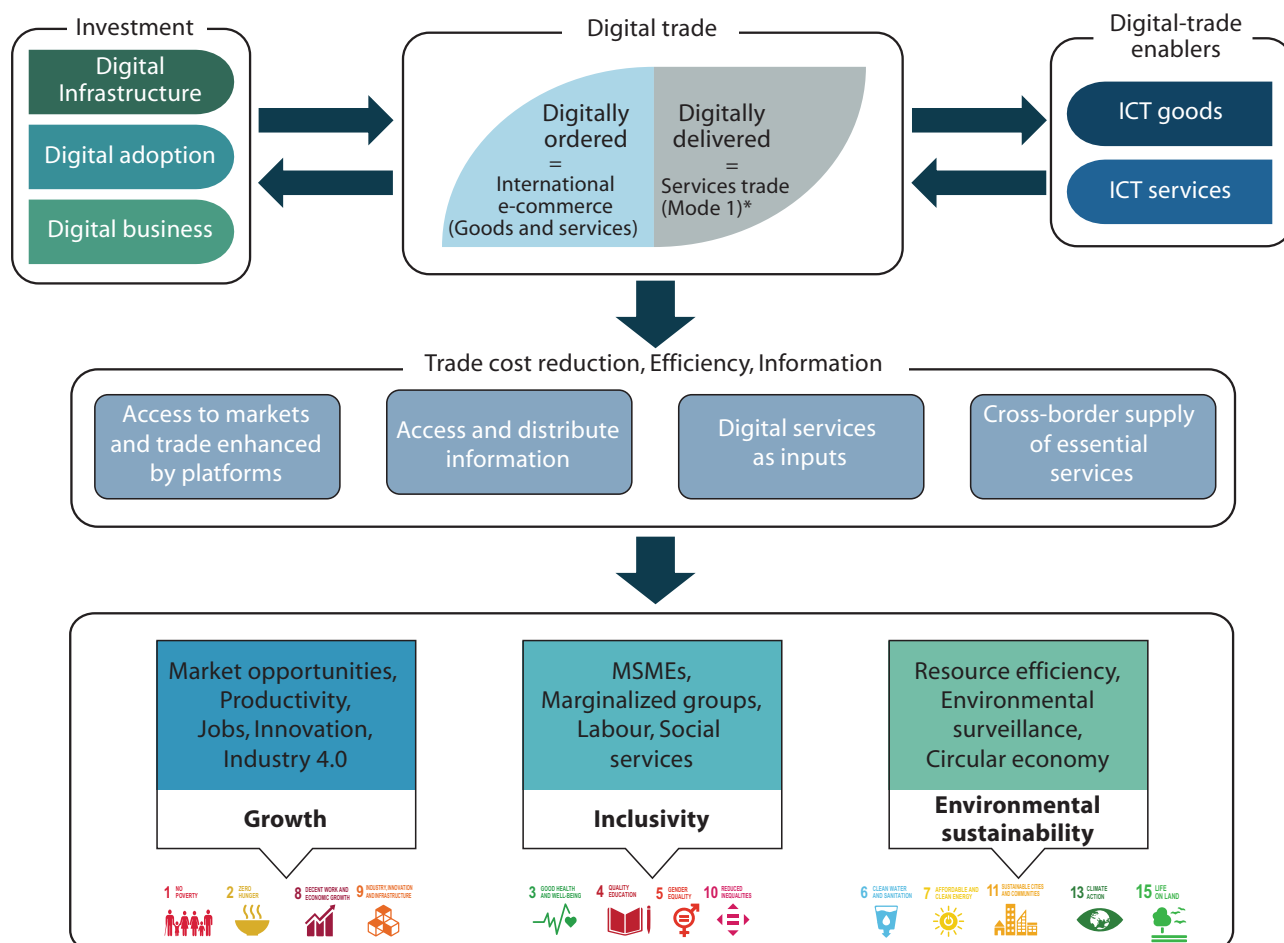 Investment
Digital
Infrastructure
Digital adoption
Digital business
Digital trade
Digitally
ordered
=
International
e-commerce
(Goods and services)
Digitally
delivered
=
Services trade
(Mode 1)*
Digital-trade
enablers
ICT goods
ICT services
Trade cost reduction, Efficiency, Information
Access to markets
and trade enhanced
by platforms
Access and distribute
information
Digital services
as inputs
Cross-border supply
of essential
services
Market opportunities,
Productivity,
Jobs, Innovation,
Industry 4.0
Growth
MSMEs,
Marginalized groups,
Labour, Social
services
Inclusivity
Resource efficiency,
Environmental
surveillance,
Circular economy
Environmental
sustainability
1 NO
POVERTY
2 ZERO
HUNGER
8 DECENT WORK AND
ECONOMIC GROWTH
9 INDUSTRY, INNOVATION
AND INFRASTRUCTURE
3 GOOD HEALTH
AND WELL-BEING
4 QUALITY
EDUCATION
5 GENDER
EQUALITY
10 REDUCED
INEQUALITIES
6 CLEAN WATER
AND SANITATION
7 AFFORDABLE AND
CLEAN ENERGY
11 SUSTAINABLE CITIES
AND COMMUNITIES
13 CLIMATE
ACTION
15 LIFE
ON LAND